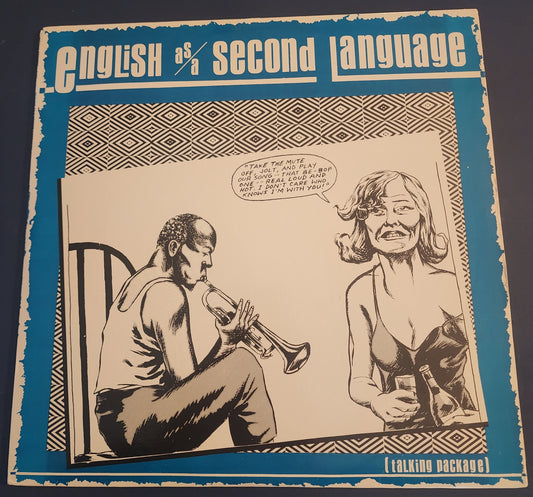 English as/a Second Language
"TAKE THE MUTE
OFF, JOLT, AND PLAY
OUR SONG--THAT BE-BOP
ONE -- REAL LOUD AND
HOT. I DON'T CARE WHO
KNOWS I'M WITH YOU!"
(talking package)